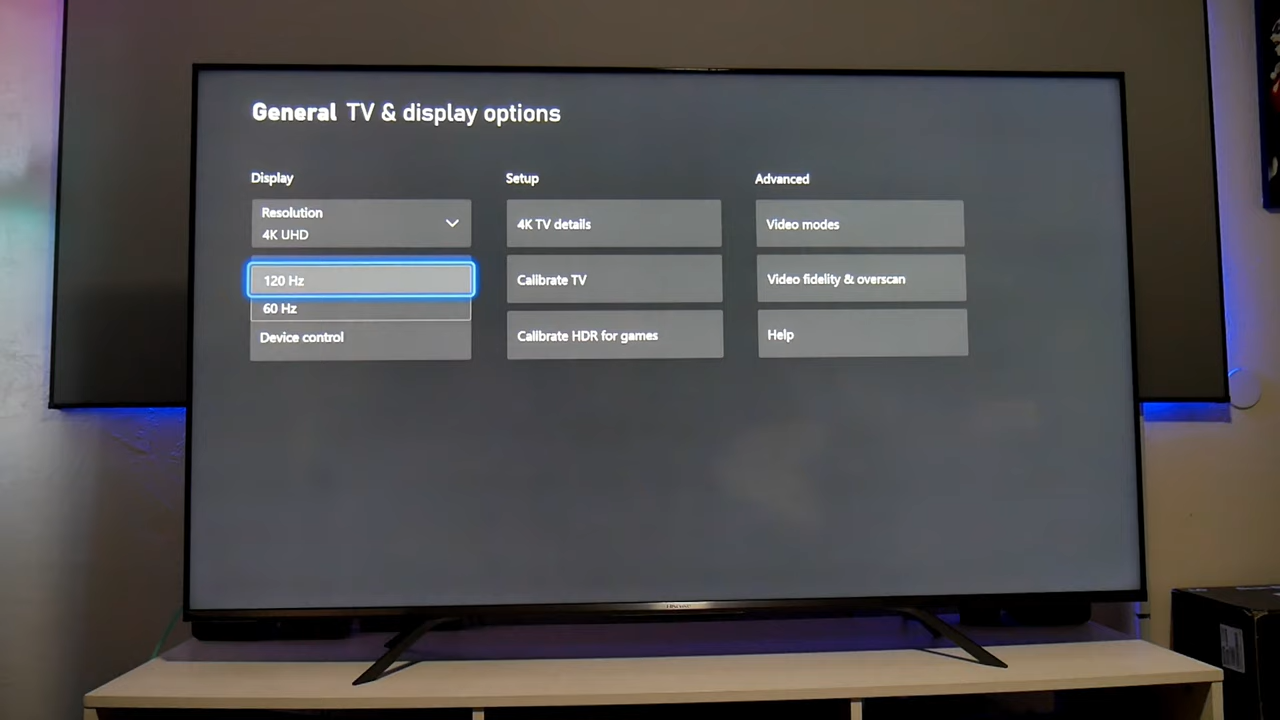 General TV & display options
Display
Resolution
4K UHD
120 Hz
60 Hz
Device control
Setup
4K TV details
Calibrate TV
Calibrate HDR for games
Advanced
Video modes
Video fidelity & overscan
Help